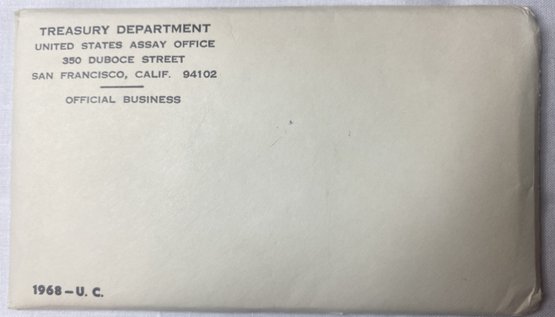 TREASURY DEPARTMENT
UNITED STATES ASSAY OFFICE
350 DUBOCE STREET
SAN FRANCISCO, CALIF. 94102
OFFICIAL BUSINESS
1968 – U. C.